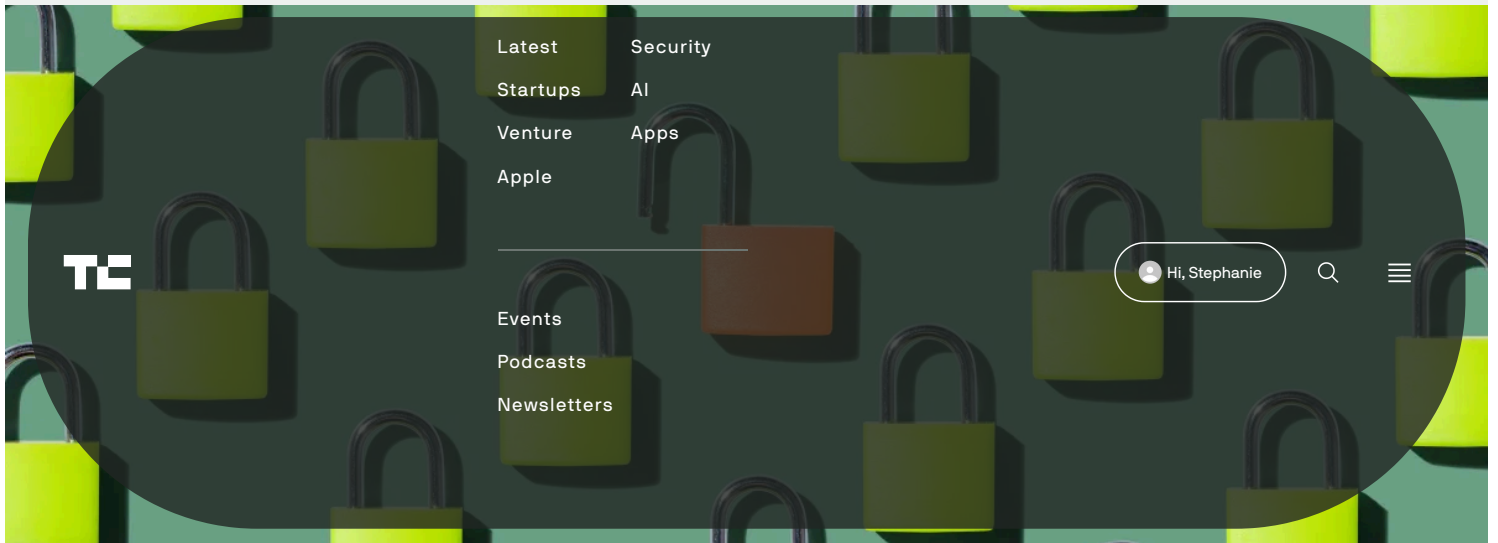 Latest
Startups
Venture
Apple
Security
AI
Apps
TC
Hi, Stephanie
Events
Podcasts
Newsletters